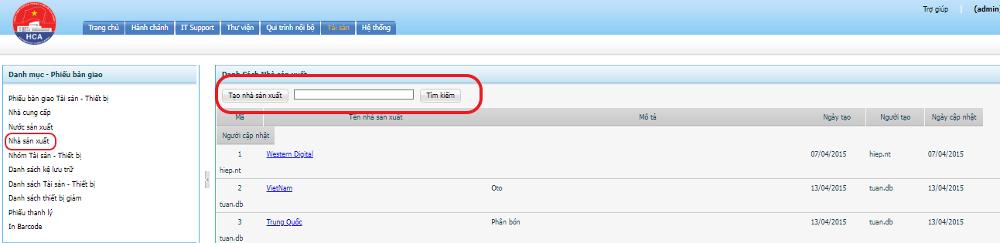 Trợ giúp (admin)
HCA
Trang chủ Hành chánh IT Support Thư viện Qui trình nội bộ Tài sản Hệ thống
Danh mục - Phiếu bàn giao
Phiếu bàn giao Tài sản - Thiết bị
Nhà cung cấp
Nước sản xuất
Nhà sản xuất
Nhóm Tài sản - Thiết bị
Danh sách kệ lưu trữ
Danh sách Tài sản - Thiết bị
Danh sách thiết bị giảm
Phiếu thanh lý
In Barcode
Danh Sách Nhà sản xuất
Tạo nhà sản xuất Tìm kiếm
Mã Tên nhà sản xuất Mô tả Ngày tạo Người tạo Ngày cập nhật
Người cập nhật
1 Western Digital 07/04/2015 hiep.nt 07/04/2015
hiep.nt
2 VietNam Oto 13/04/2015 tuan.db 13/04/2015
tuan.db
3 Trung Quốc Phân bón 13/04/2015 tuan.db 13/04/2015
tuan.db